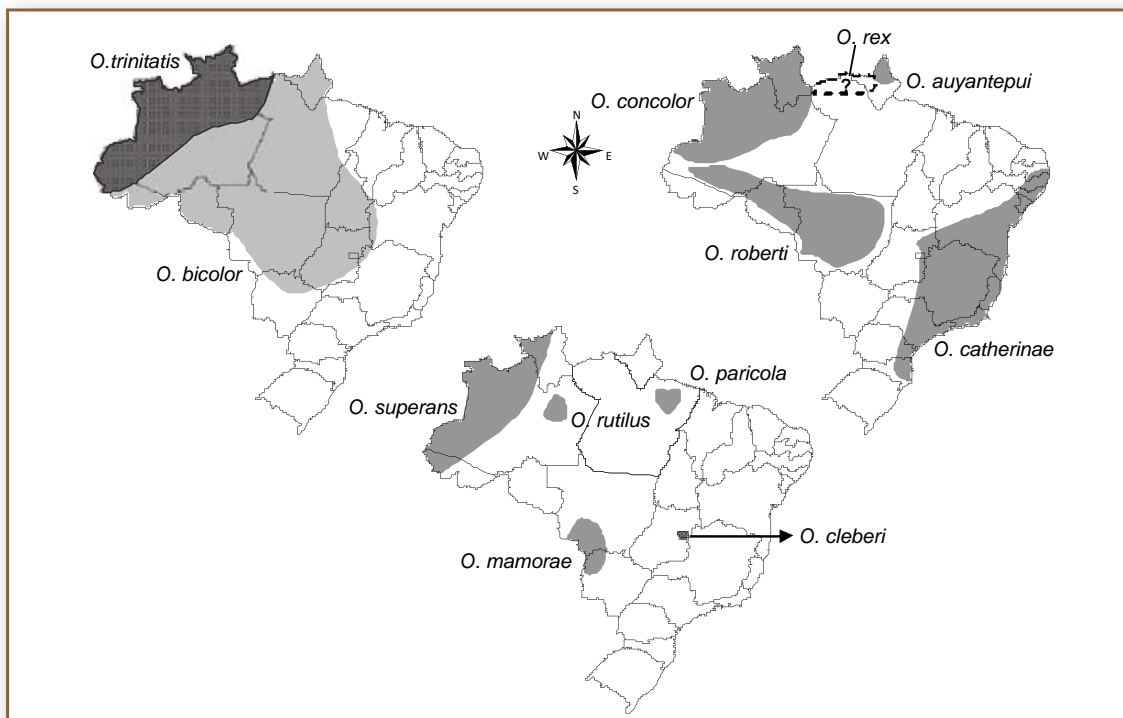 O.trinitatis
O. bicolor
N
W E
S
O. rex
?
O. concolor
O. auyantepui
O. roberti
O. catherinae
O. superans
O. rutilus
O. paricola
O. mamorae
O. cleberi